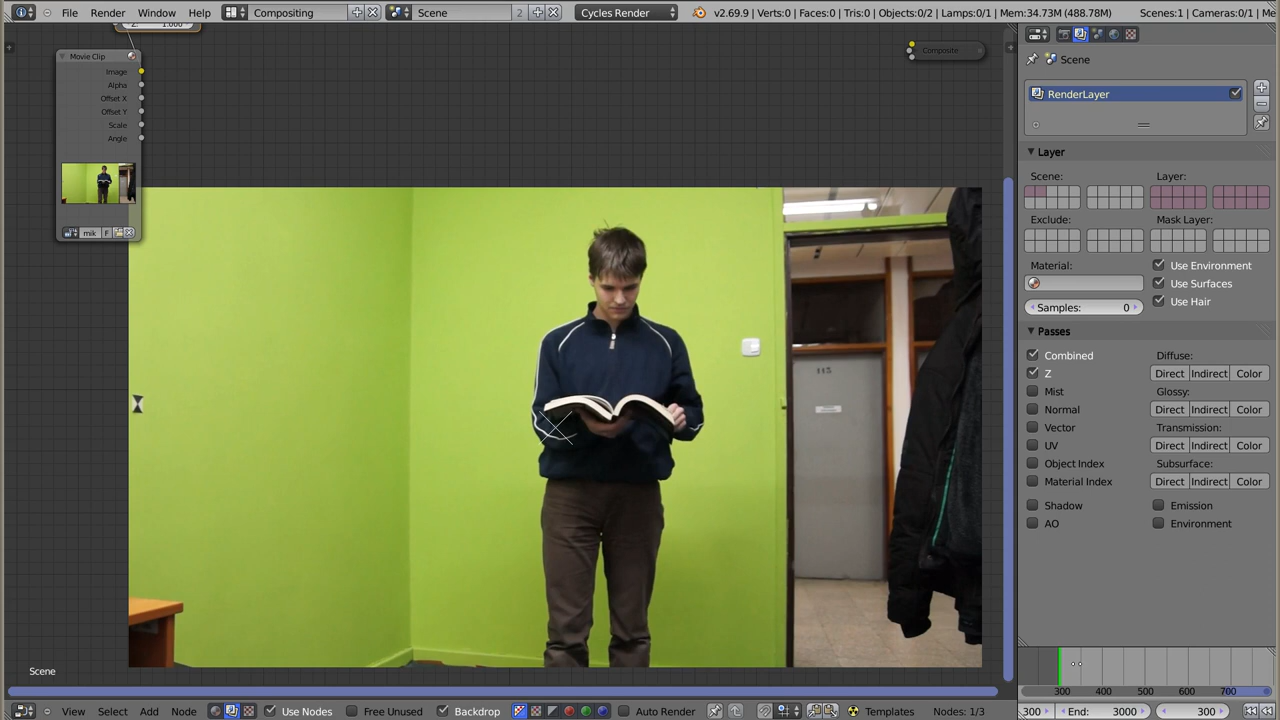 File Render Window Help Compositing Scene 2 Cycles Render v2.69.9 | Verts:0 | Faces:0 | Tris:0 | Objects:0/2 | Lamps:0/1 | Mem:34.73M (488.78M) Scenes:1 | Cameras:0/1 | Me
Z: 1.000
Movie Clip
Image
Alpha
Offset X
Offset Y
Scale
Angle
mik F
Composite
Scene
RenderLayer
Layer
Scene: Layer:
Exclude: Mask Layer:
Material: Use Environment
Use Surfaces
Samples: 0 Use Hair
Passes
Combined Diffuse:
Z Direct Indirect Color
Mist Glossy:
Normal Direct Indirect Color
Vector Transmission:
UV Direct Indirect Color
Object Index Subsurface:
Material Index Direct Indirect Color
Shadow Emission
AO Environment
Scene
300 400 500 600 700
View Select Add Node Use Nodes Free Unused Backdrop Auto Render Templates Nodes: 1/3 300 End: 3000 300